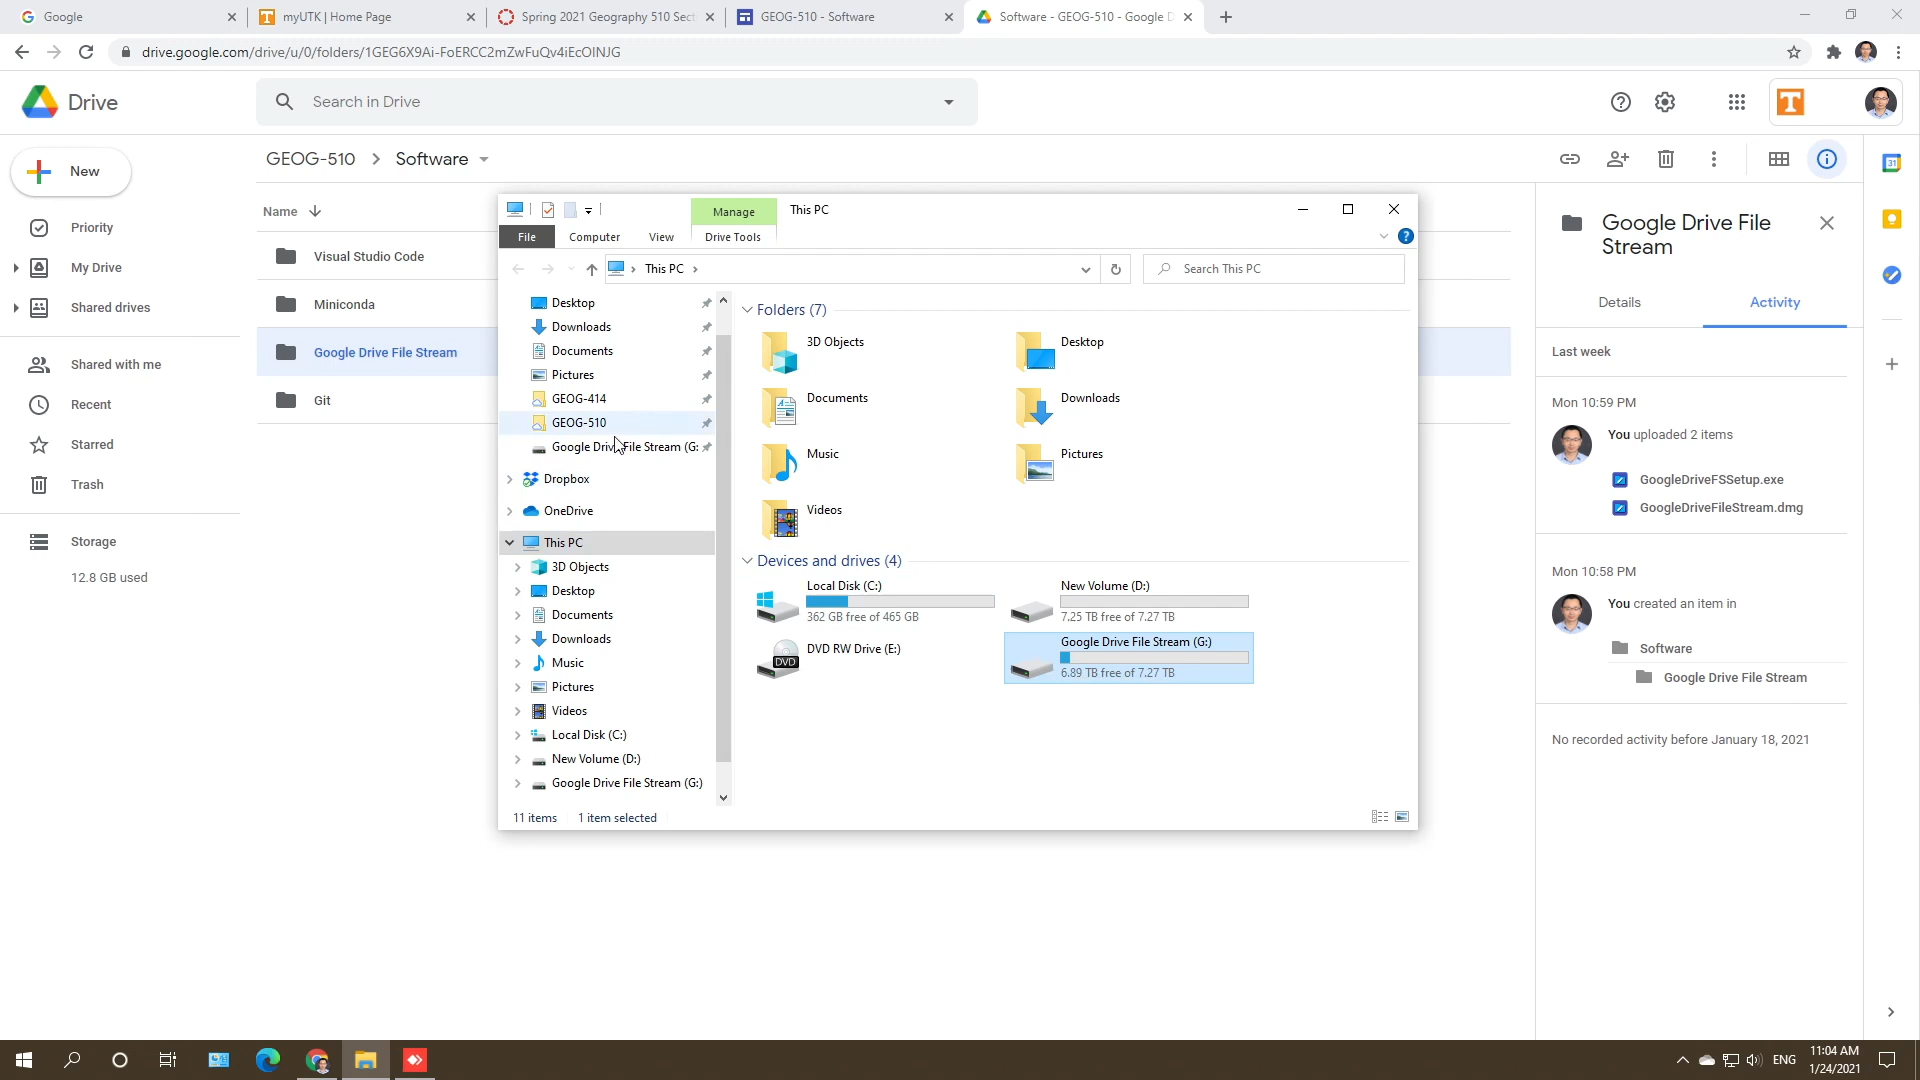 Google
myUTK | Home Page
Spring 2021 Geography 510 Sect
GEOG-510 - Software
Software - GEOG-510 - Google D
drive.google.com/drive/u/0/folders/1GEG6X9Ai-FoERCC2mZwFuQv4iEcOINJG
Drive
Search in Drive
New
Priority
My Drive
Shared drives
Shared with me
Recent
Starred
Trash
Storage
12.8 GB used
GEOG-510 > Software
Name
Visual Studio Code
Miniconda
Google Drive File Stream
Git
Manage
This PC
File
Computer
View
Drive Tools
This PC
Search This PC
Desktop
Downloads
Documents
Pictures
GEOG-414
GEOG-510
Google Drive File Stream (G:
Dropbox
OneDrive
This PC
3D Objects
Desktop
Documents
Downloads
Music
Pictures
Videos
Local Disk (C:)
New Volume (D:)
Google Drive File Stream (G:)
Folders (7)
3D Objects
Desktop
Documents
Downloads
Music
Pictures
Videos
Devices and drives (4)
Local Disk (C:)
362 GB free of 465 GB
New Volume (D:)
7.25 TB free of 7.27 TB
DVD RW Drive (E:)
DVD
Google Drive File Stream (G:)
6.89 TB free of 7.27 TB
11 items
1 item selected
Google Drive File
Stream
Details
Activity
Last week
Mon 10:59 PM
You uploaded 2 items
GoogleDriveFSSetup.exe
GoogleDriveFileStream.dmg
Mon 10:58 PM
You created an item in
Software
Google Drive File Stream
No recorded activity before January 18, 2021
31
ENG
11:04 AM
1/24/2021